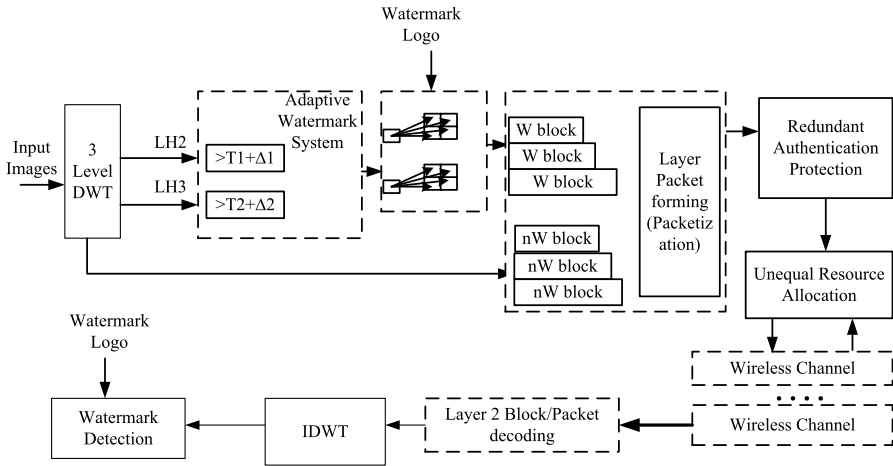 Watermark
Logo
Input
Images
3
Level
DWT
LH2
LH3
Adaptive
Watermark
System
>T1+Δ1
>T2+Δ2
W block
W block
W block
nW block
nW block
nW block
Layer
Packet
forming
(Packetiz
ation)
Redundant
Authentication
Protection
Unequal Resource
Allocation
Wireless Channel
Wireless Channel
Layer 2 Block/Packet
decoding
IDWT
Watermark
Detection
Watermark
Logo